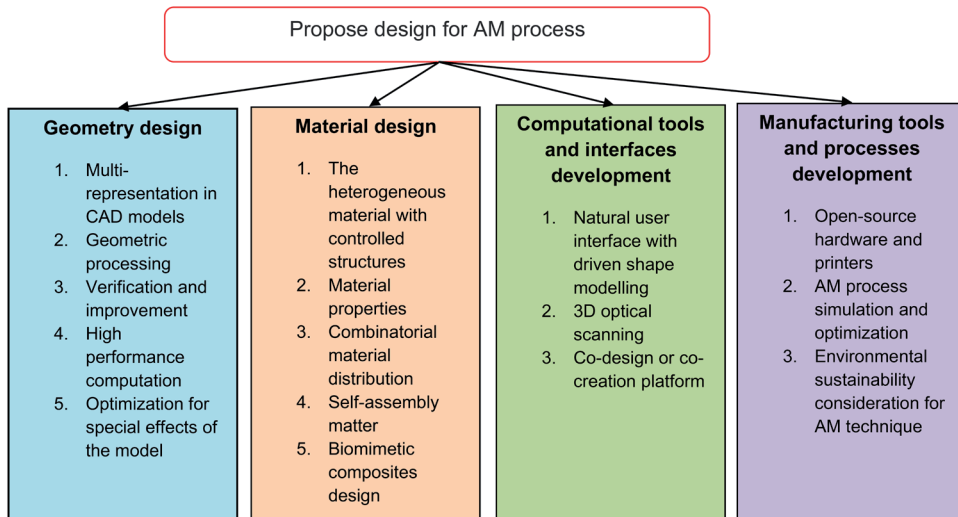 Propose design for AM process
Geometry design
1. Multi-
representation in
CAD models
2. Geometric
processing
3. Verification and
improvement
4. High
performance
computation
5. Optimization for
special effects of
the model
Material design
1. The
heterogeneous
material with
controlled
structures
2. Material
properties
3. Combinatorial
material
distribution
4. Self-assembly
matter
5. Biomimetic
composites
design
Computational tools
and interfaces
development
1. Natural user
interface with
driven shape
modelling
2. 3D optical
scanning
3. Co-design or co-
creation platform
Manufacturing tools
and processes
development
1. Open-source
hardware and
printers
2. AM process
simulation and
optimization
3. Environmental
sustainability
consideration for
AM technique